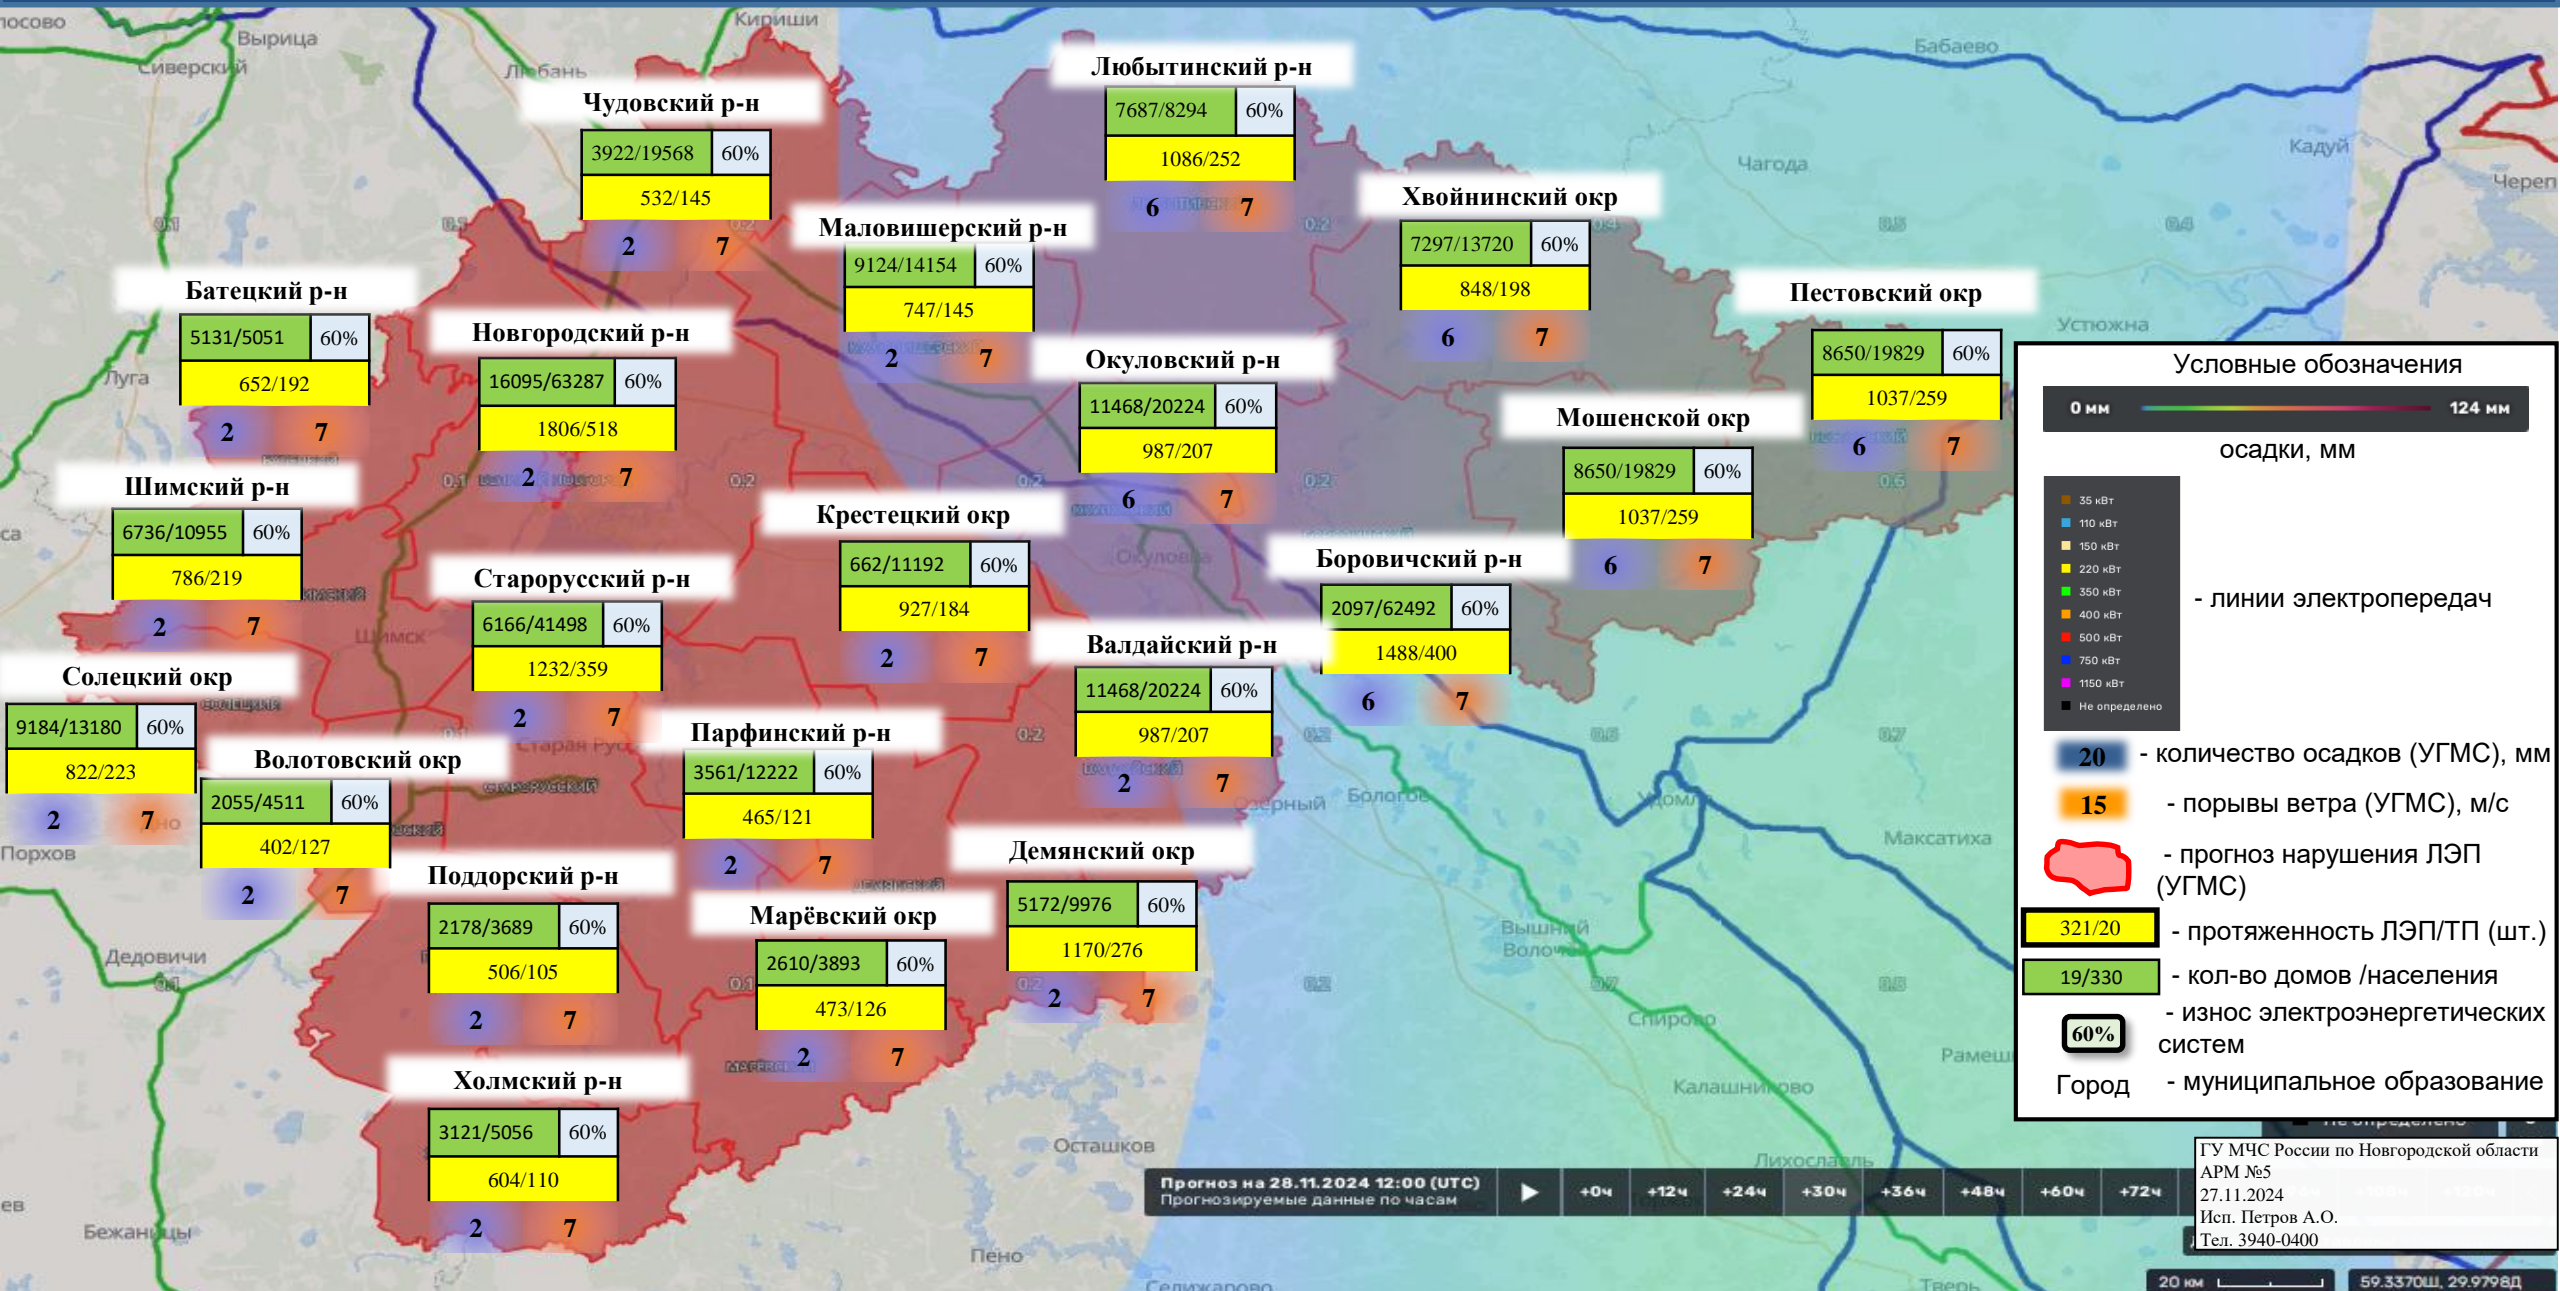 Кириши
Вырица
Сиверский
Любань
Бабаево
Кадуй
Чагода
Череп
Устюжна
Любытинский р-н
7687/8294
60%
1086/252
6
7
Чудовский р-н
3922/19568
60%
532/145
2
7
Хвойнинский окр
7297/13720
60%
848/198
6
7
Маловишерский р-н
9124/14154
60%
747/145
2
7
Батецкий р-н
5131/5051
60%
652/192
2
7
Пестовский окр
8650/19829
60%
1037/259
6
7
Новгородский р-н
16095/63287
60%
1806/518
2
7
Окуловский р-н
11468/20224
60%
987/207
6
7
Мошенской окр
8650/19829
60%
1037/259
6
7
Шимский р-н
6736/10955
60%
786/219
2
7
Крестецкий окр
662/11192
60%
927/184
2
7
Боровичский р-н
2097/62492
60%
1488/400
6
7
Старорусский р-н
6166/41498
60%
1232/359
2
7
Валдайский р-н
11468/20224
60%
987/207
2
7
Солецкий окр
9184/13180
60%
822/223
2
7
Парфинский р-н
3561/12222
60%
465/121
2
7
Волотовский окр
2055/4511
60%
402/127
2
7
Демянский окр
5172/9976
60%
1170/276
2
7
Поддорский р-н
2178/3689
60%
506/105
2
7
Марёвский окр
2610/3893
60%
473/126
2
7
Холмский р-н
3121/5056
60%
604/110
2
7
Луга
Шимск
Окуловка
Старая Рус
Порхов
Дедовичи
Бежаницы
Озерный
Бологое
Удомл
Максатиха
Вышний
Волоч
Спирово
Рамеш
Калашниково
Осташков
Лихославль
Пено
Селижарово
Тверь
Условные обозначения
0 мм
124 мм
осадки, мм
35 кВт
110 кВт
150 кВт
220 кВт
350 кВт
400 кВт
500 кВт
750 кВт
1150 кВт
Не определено
- линии электропередач
20 - количество осадков (УГМС), мм
15 - порывы ветра (УГМС), м/с
- прогноз нарушения ЛЭП
(УГМС)
321/20 - протяженность ЛЭП/ТП (шт.)
19/330 - кол-во домов /населения
60% - износ электроэнергетических
систем
Город - муниципальное образование
ГУ МЧС России по Новгородской области
АРМ №5
27.11.2024
Исп. Петров А.О.
Тел. 3940-0400
Прогноз на 28.11.2024 12:00 (UTC)
Прогнозируемые данные по часам
+0ч +12ч +24ч +30ч +36ч +48ч +60ч +72ч
20 км
59.3370Ш, 29.9798Д